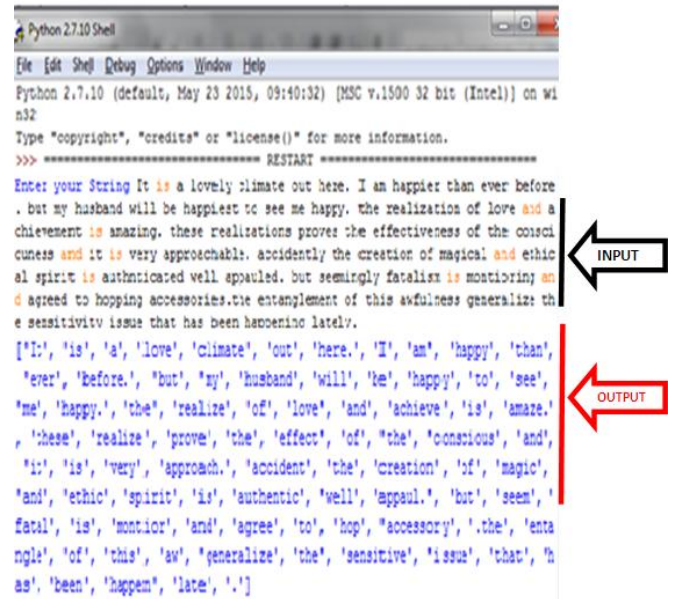 Python 2.7.10 Shell
File Edit Shell Debug Options Window Help
Python 2.7.10 (default, May 23 2015, 09:40:32) [MSC v.1500 32 bit (Intel)] on wi
n32
Type "copyright", "credits" or "license()" for more information.
>>> ================================ RESTART ================================
Enter your String It is a lovely climate out here. I am happier than ever before
. but my husband will be happiest to see me happy. the realization of love and a
chievement is amazing. these realizations proves the effectiveness of the consci
cuness and it is very approachable. accidently the creation of magical and ethic
al spirit is authnticated well appauled. but seemingly fatalism is montioring an
d agreed to hopping accessories.the entanglement of this awfulness generalize th
e sensitivity issue that has been happening lately.
INPUT
["It', 'is', 'a', 'love', 'climate', 'out', 'here.', 'I', 'am", 'happy', 'than',
"ever', 'before.', "but", "my', 'husband', 'will', 'be', 'happy', 'to', 'see',
"me', 'happy.', 'the", 'realize', 'of', 'love", 'and', 'achieve', 'is', 'amaze.'
, 'these', 'realize', 'prove', 'the', 'effect", 'of', "the", "conscious', 'and',
"it', 'is', 'very', 'approach.', 'accident', 'the', 'creation', 'of', 'magic',
"and', 'ethic', 'spirit', 'is', 'authentic', "well', 'appaul.", 'but', 'seem', '
fatal', 'is', 'montior', 'and', 'agree', 'to', 'hop', "accessory', '.the', 'enta
ngle', 'of', 'this', 'aw', "generalize', 'the", 'sensitive', "issue', 'that', 'h
as', 'been', 'happem", 'late', '.']
OUTPUT